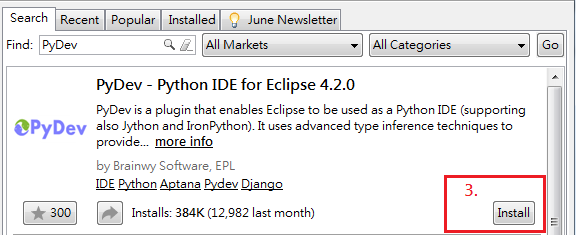 Search Recent Popular Installed June Newsletter
Find: PyDev All Markets All Categories Go
PyDev - Python IDE for Eclipse 4.2.0
PyDev is a plugin that enables Eclipse to be used as a Python IDE (supporting
also Jython and IronPython). It uses advanced type inference techniques to
provide... more info
PyDev
by Brainwy Software, EPL
IDE Python Aptana Pydev Django
3.
300 Installs: 384K (12,982 last month) Install